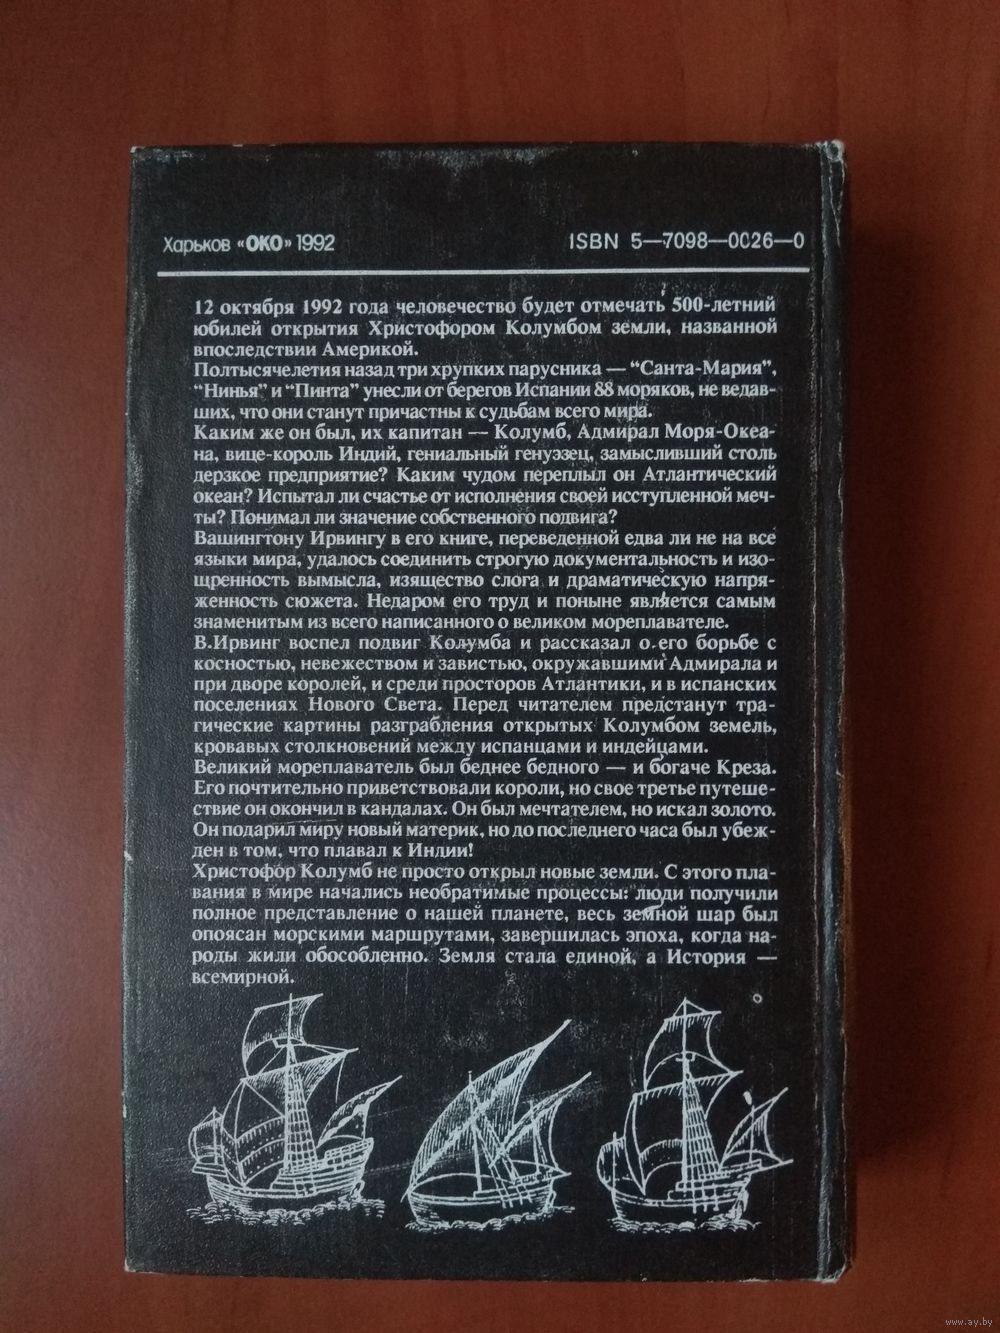 Харьков «ОКО» 1992 ISBN 5—7098—0026—0
12 октября 1992 года человечество будет отмечать 500-летний
юбилей открытия Христофором Колумбом земли, названной
впоследствии Америкой.
Полтысячелетия назад три хрупких парусника — “Санта-Мария”,
“Нинья” и “Пинта” унесли от берегов Испании 88 моряков, не ведав-
ших, что они станут причастны к судьбам всего мира.
Каким же он был, их капитан — Колумб, Адмирал Моря-Океа-
на, вице-король Индий, гениальный генуэзец, замысливший столь
дерзкое предприятие? Каким чудом переплыл он Атлантический
океан? Испытал ли счастье от исполнения своей исступленной меч-
ты? Понимал ли значение собственного подвига?
Вашингтону Ирвингу в его книге, переведенной едва ли не на все
языки мира, удалось соединить строгую документальность и изо-
щренность вымысла, изящество слога и драматическую напря-
женность сюжета. Недаром его труд и поныне является самым
знаменитым из всего написанного о великом мореплавателе.
В.Ирвинг воспел подвиг Колумба и рассказал о его борьбе с
косностью, невежеством и завистью, окружавшими Адмирала и
при дворе королей, и среди просторов Атлантики, и в испанских
поселениях Нового Света. Перед читателем предстанут тра-
гические картины разграбления открытых Колумбом земель,
кровавых столкновений между испанцами и индейцами.
Великий мореплаватель был беднее бедного — и богаче Креза.
Его почтительно приветствовали короли, но свое третье путеше-
ствие он окончил в кандалах. Он был мечтателем, но искал золото.
Он подарил миру новый материк, но до последнего часа был убеж-
ден в том, что плавал к Индии!
Христофор Колумб не просто открыл новые земли. С этого пла-
вания в мире начались необратимые процессы: люди получили
полное представление о нашей планете, весь земной шар был
опоясан морскими маршрутами, завершилась эпоха, когда на-
роды жили обособленно. Земля стала единой, а История —
всемирной.
www.ay.by